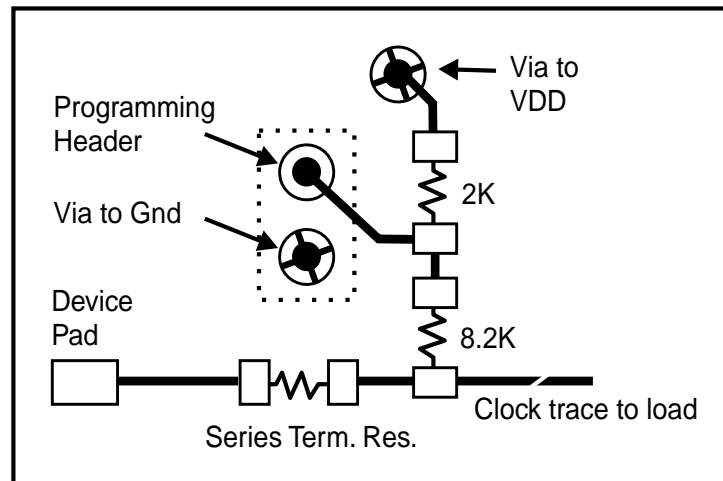 Via to
VDD
Programming
Header
2K
Via to Gnd
Device
Pad
8.2K
Clock trace to load
Series Term. Res.